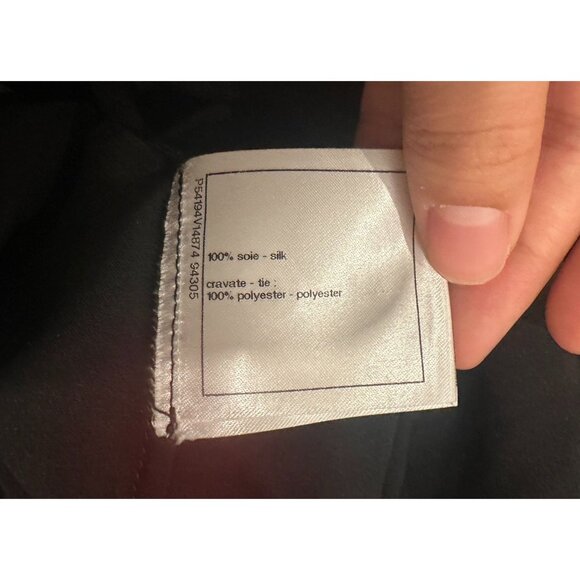 P54194V14874 94305
100% soie - silk
cravate - tie :
100% polyester - polyester